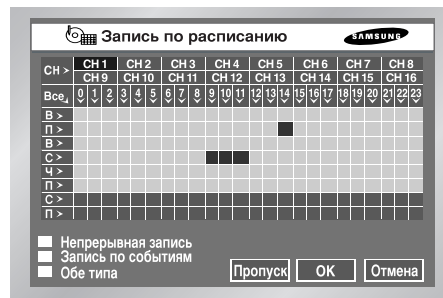 Запись по расписанию
SAMSUNG
СН > CH 1 CH 2 CH 3 CH 4 CH 5 CH 6 CH 7 CH 8
CH 9 CH 10 CH 11 CH 12 CH 13 CH 14 CH 15 CH 16
Все 0 1 2 3 4 5 6 7 8 9 10 11 12 13 14 15 16 17 18 19 20 21 22 23
В >
П >
В >
С >
Ч >
П >
С >
П >
Непрерывная запись
Запись по событиям
Обе типа
Пропуск OK Отмена